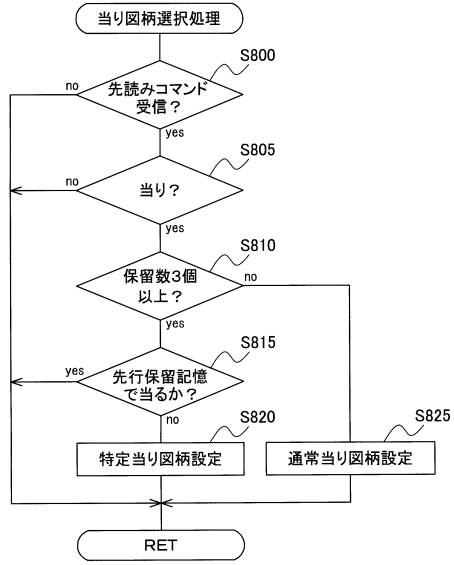 当り図柄選択処理
S800
no
先読みコマンド
受信？
yes
S805
no
当り？
yes
S810
保留数３個
以上？
no
yes
S815
yes
先行保留記憶
で当るか？
no
S820
S825
特定当り図柄設定
通常当り図柄設定
RET